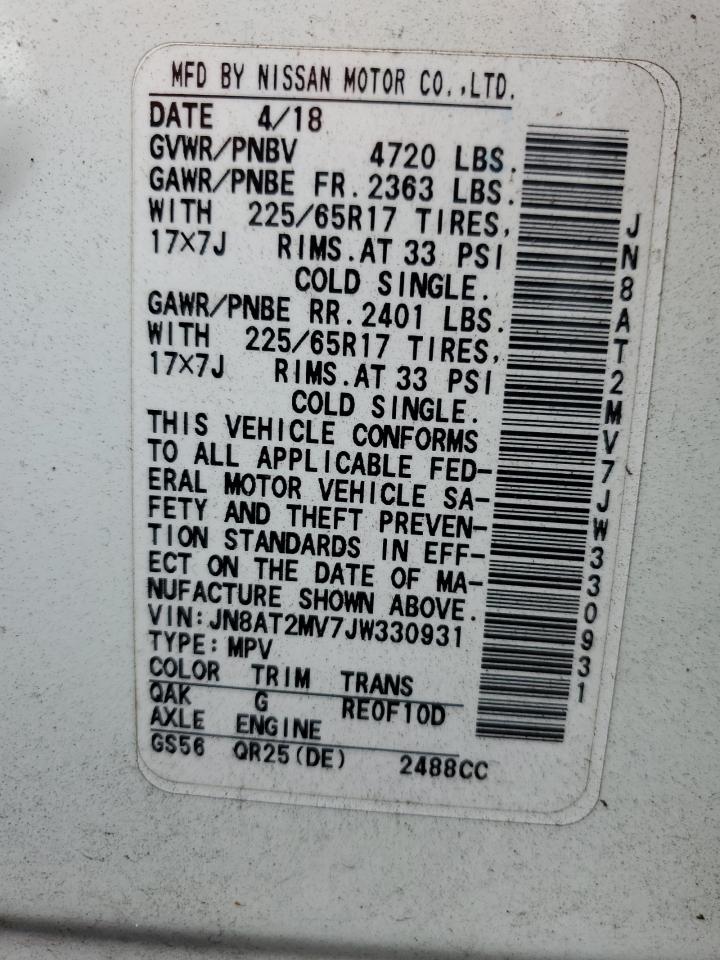 MFD BY NISSAN MOTOR CO.,LTD.
DATE 4/18
GVWR/PNBV 4720 LBS.
GAWR/PNBE FR. 2363 LBS.
WITH 225/65R17 TIRES,
17×7J RIMS. AT 33 PSI
COLD SINGLE.
GAWR/PNBE RR. 2401 LBS.
WITH 225/65R17 TIRES,
17×7J RIMS. AT 33 PSI
COLD SINGLE.
THIS VEHICLE CONFORMS
TO ALL APPLICABLE FED-
ERAL MOTOR VEHICLE SA-
FETY AND THEFT PREVEN-
TION STANDARDS IN EFF-
ECT ON THE DATE OF MA-
NUFACTURE SHOWN ABOVE.
VIN: JN8AT2MV7JW330931
TYPE: MPV
COLOR TRIM TRANS
QAK G RE0F10D
AXLE ENGINE
GS56 QR25(DE) 2488CC
JN8AT2MV7JW330931